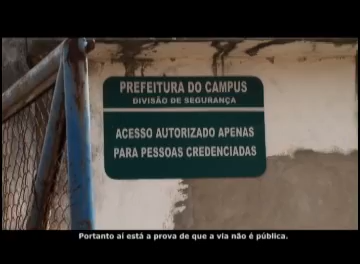 PREFEITURA DO CAMPUS
DIVISÃO DE SEGURANÇA
ACESSO AUTORIZADO APENAS
PARA PESSOAS CREDENCIADAS
Portanto aí está a prova de que a via não é pública.